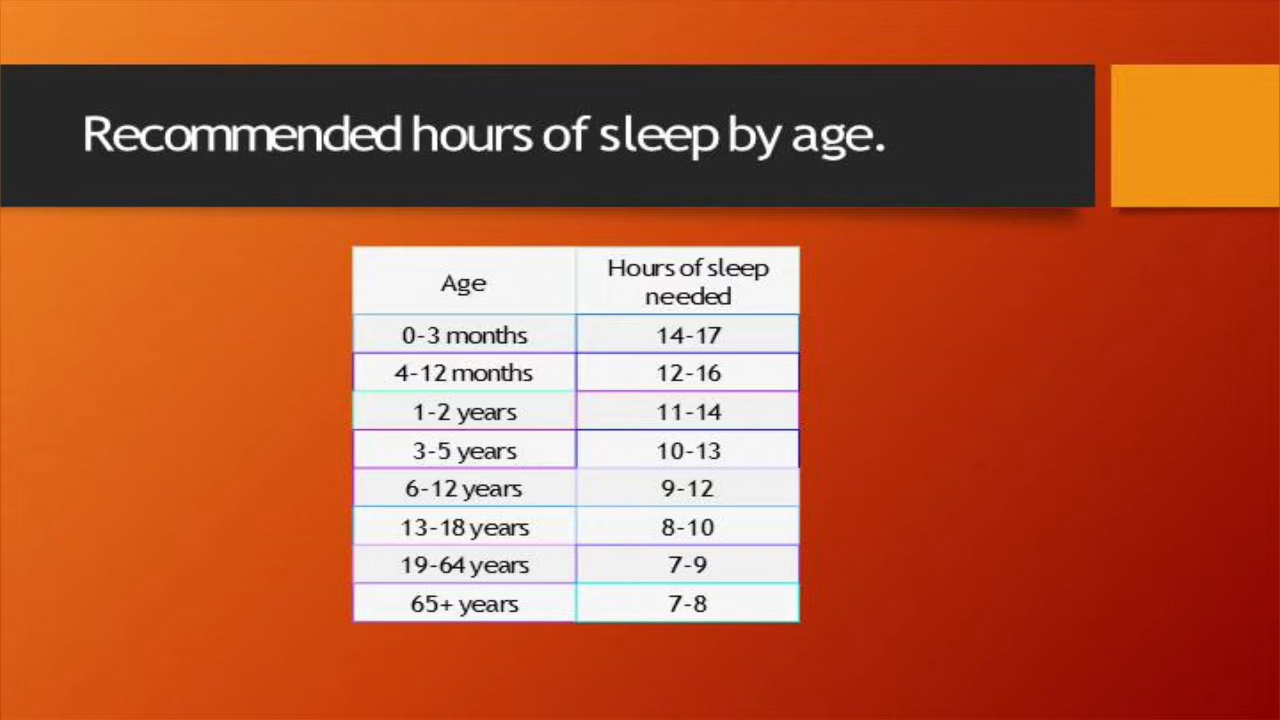 Recommended hours of sleep by age.
Age
Hours of sleep
needed
0-3 months 14-17
4-12 months 12-16
1-2 years 11-14
3-5 years 10-13
6-12 years 9-12
13-18 years 8-10
19-64 years 7-9
65+ years 7-8